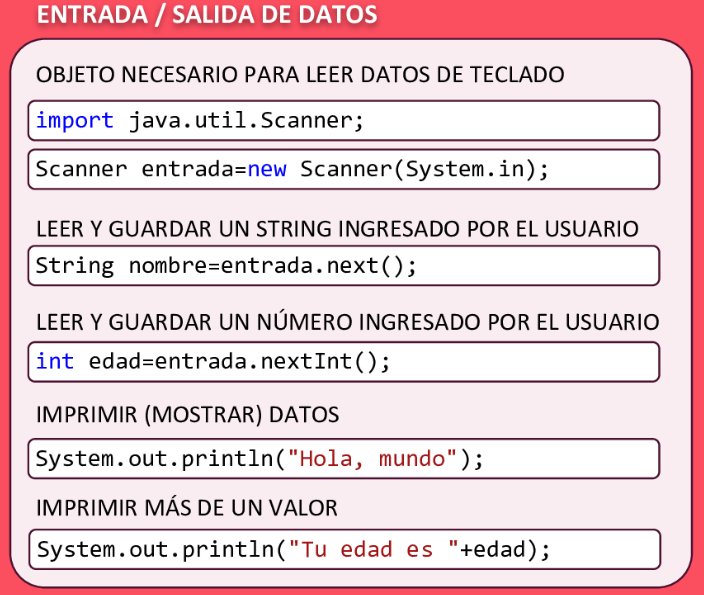 ENTRADA / SALIDA DE DATOS
OBJETO NECESARIO PARA LEER DATOS DE TECLADO
import java.util.Scanner;
Scanner entrada=new Scanner(System.in);
LEER Y GUARDAR UN STRING INGRESADO POR EL USUARIO
String nombre=entrada.next();
LEER Y GUARDAR UN NÚMERO INGRESADO POR EL USUARIO
int edad=entrada.nextInt();
IMPRIMIR (MOSTRAR) DATOS
System.out.println("Hola, mundo");
IMPRIMIR MÁS DE UN VALOR
System.out.println("Tu edad es "+edad);